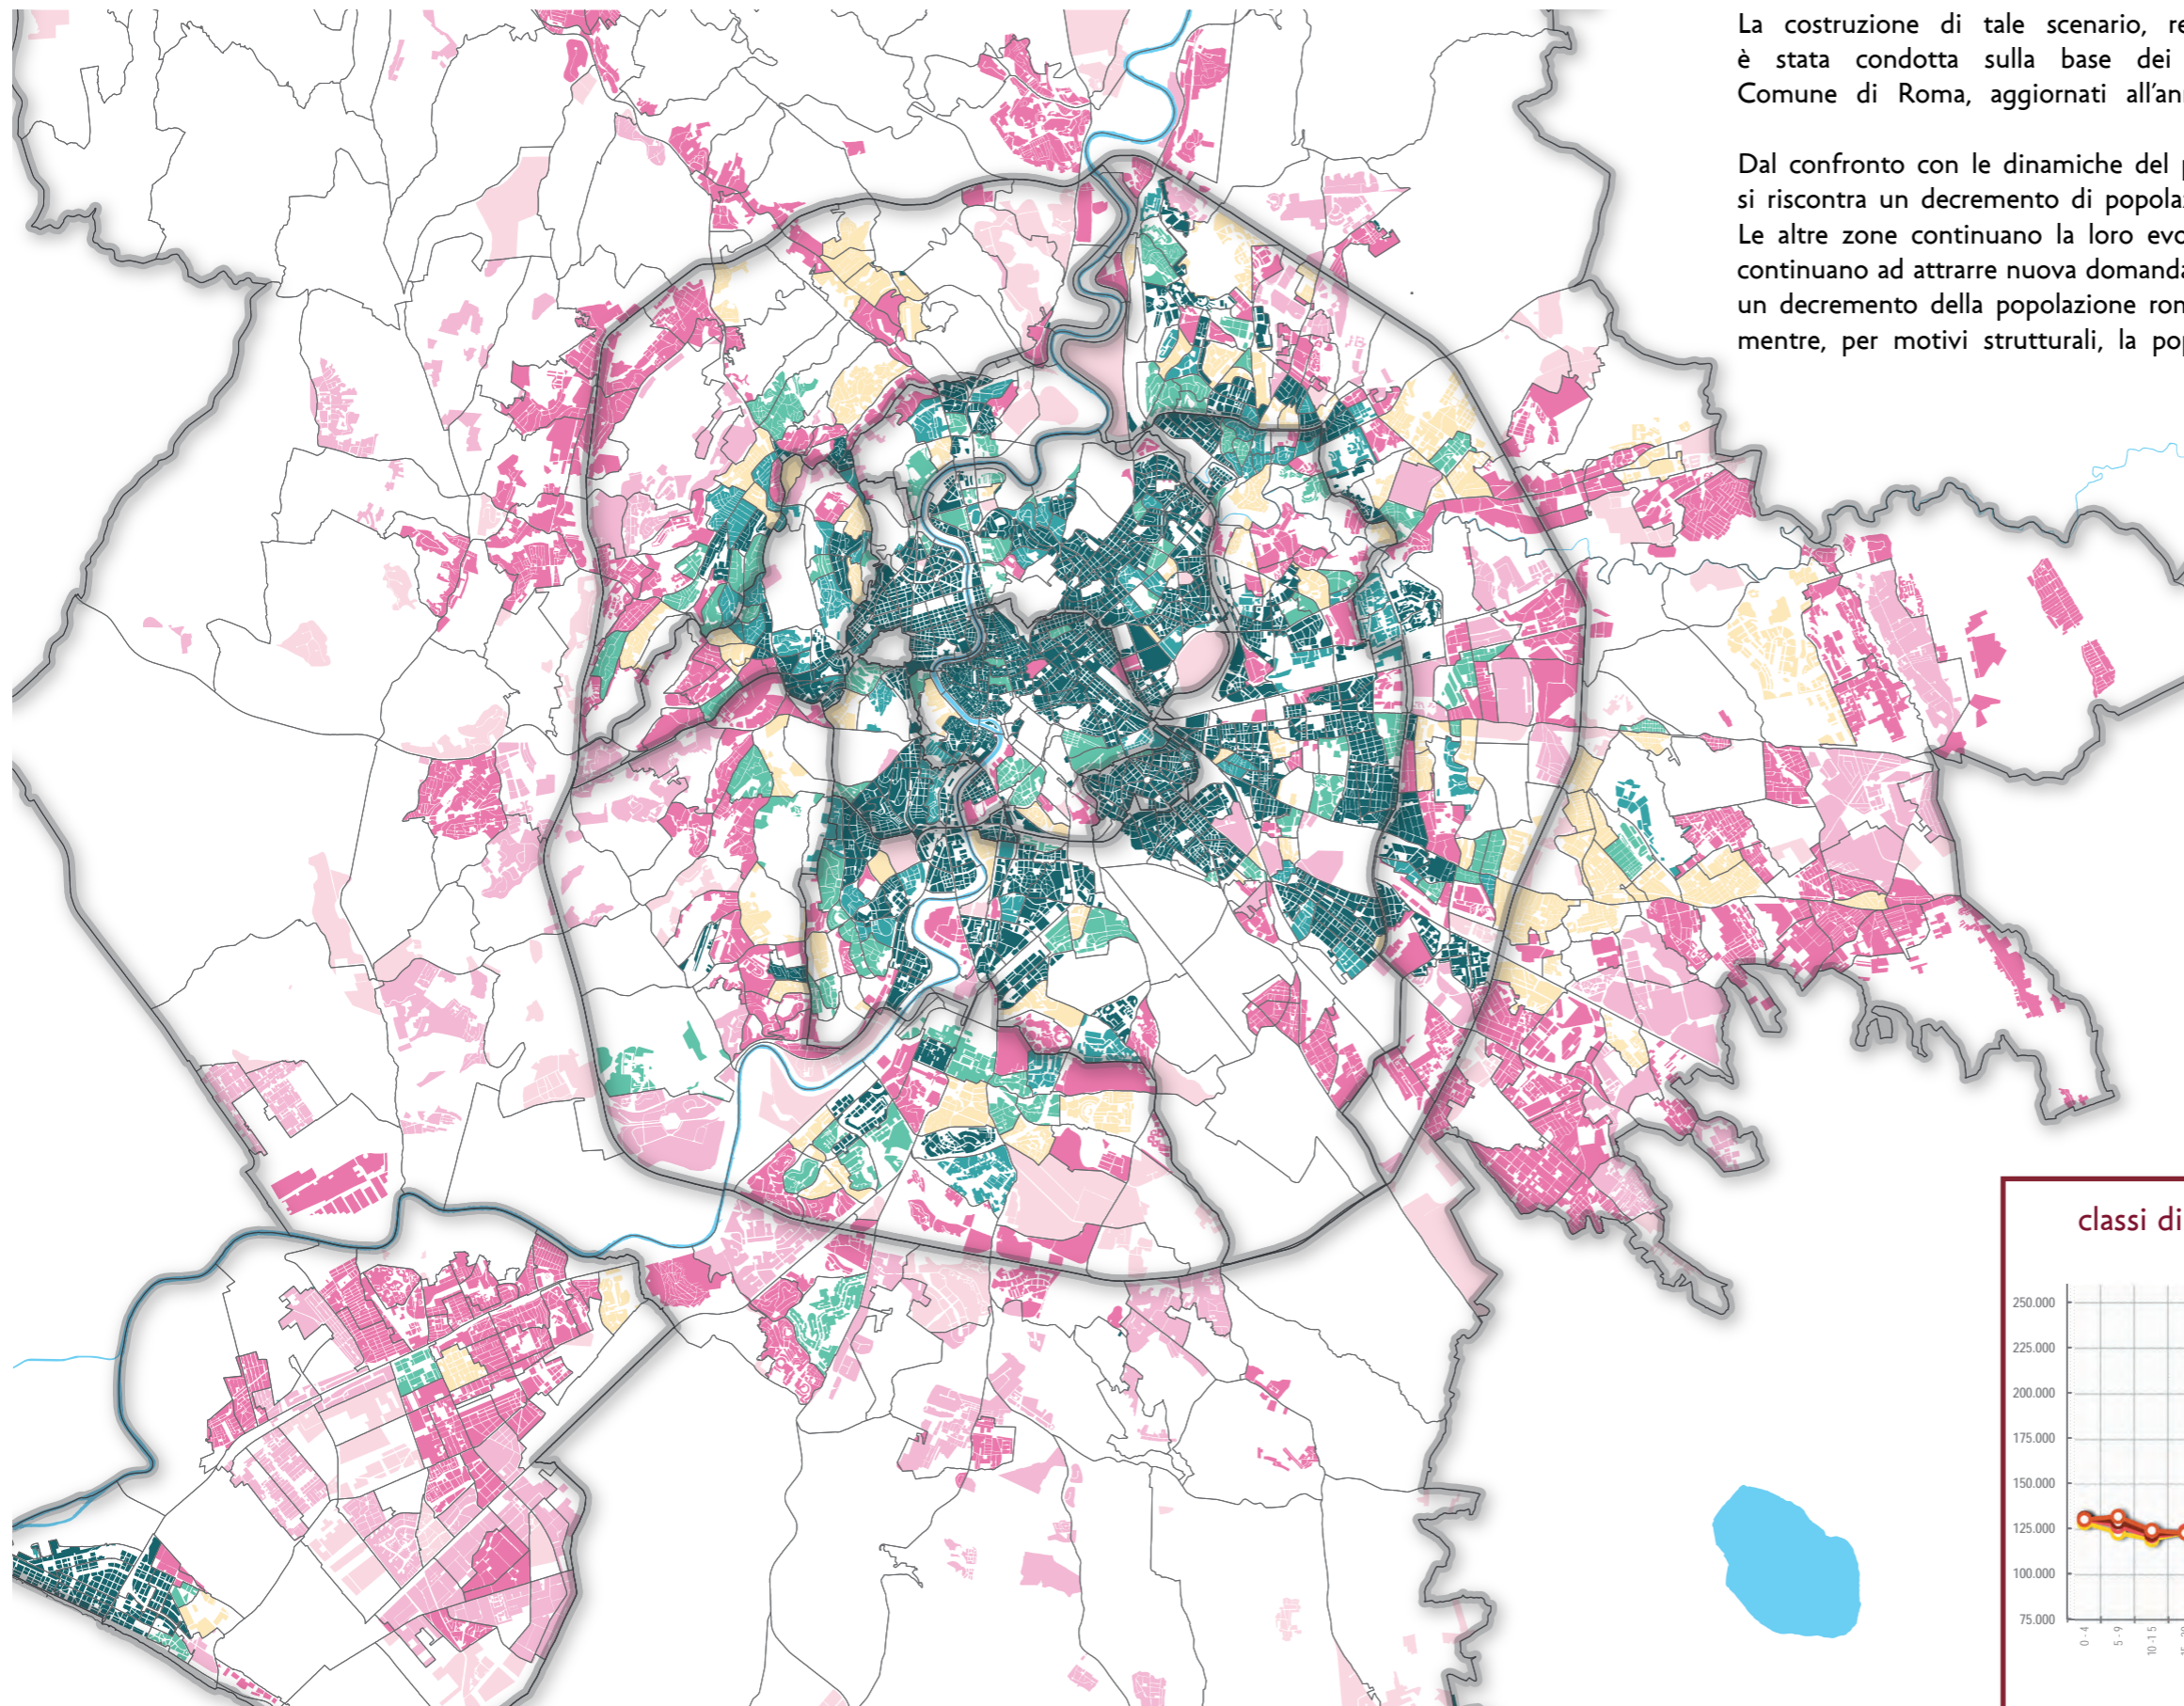 La costruzione di tale scenario, re
è stata condotta sulla base dei
Comune di Roma, aggiornati all'an
Dal confronto con le dinamiche del p
si riscontra un decremento di popola
Le altre zone continuano la loro evo
continuano ad attrarre nuova domanda
un decremento della popolazione ro
mentre, per motivi strutturali, la po
classi di
250.000
225.000
200.000
175.000
150.000
125.000
100.000
75.000
0 - 4
5 - 9
10 -1 5